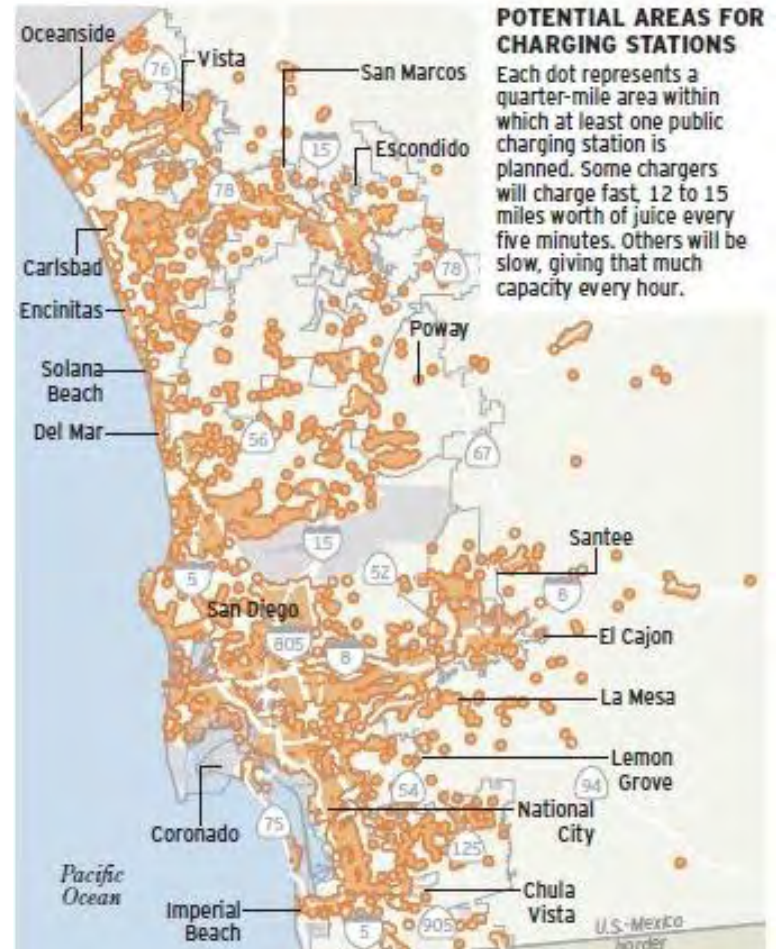 POTENTIAL AREAS FOR
CHARGING STATIONS
Each dot represents a
quarter-mile area within
which at least one public
charging station is
planned. Some chargers
will charge fast, 12 to 15
miles worth of juice every
five minutes. Others will be
slow, giving that much
capacity every hour.
Oceanside
76
Vista
San Marcos
15
Escondido
78
Carlsbad
78
Encinitas
Poway
Solana
Beach
Del Mar
56
67
15
Santee
5
52
8
San Diego
805
8
El Cajon
La Mesa
Lemon
Grove
54
94
National
City
Coronado
75
125
Pacific
Ocean
Chula
Vista
Imperial
Beach
5
905
U.S.-Mexico
border